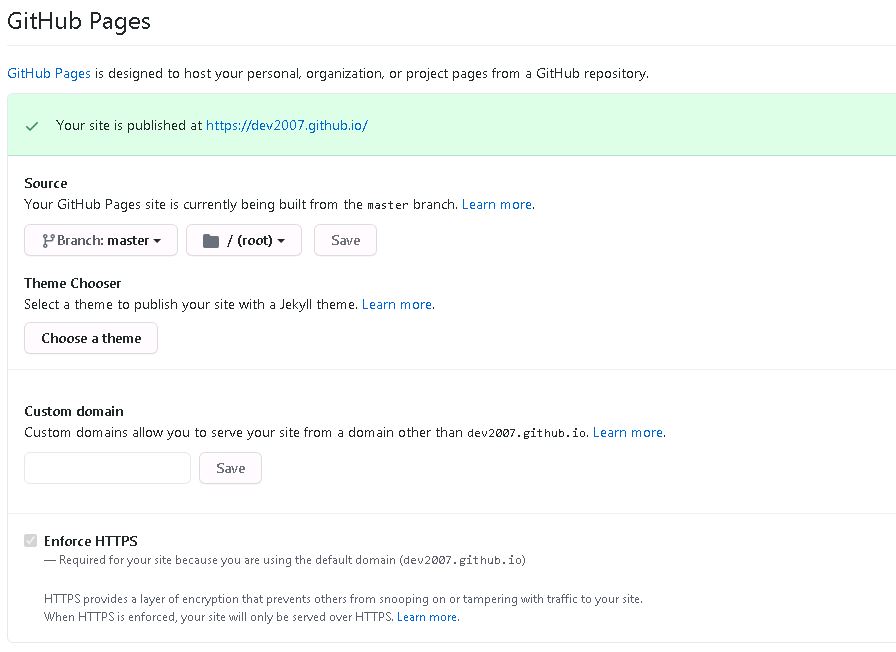 GitHub Pages
GitHub Pages is designed to host your personal, organization, or project pages from a GitHub repository.
Your site is published at https://dev2007.github.io/
Source
Your GitHub Pages site is currently being built from the master branch. Learn more.
Branch: master
/ (root)
Save
Theme Chooser
Select a theme to publish your site with a Jekyll theme. Learn more.
Choose a theme
Custom domain
Custom domains allow you to serve your site from a domain other than dev2007.github.io. Learn more.
Save
Enforce HTTPS
— Required for your site because you are using the default domain (dev2007.github.io)
HTTPS provides a layer of encryption that prevents others from snooping on or tampering with traffic to your site.
When HTTPS is enforced, your site will only be served over HTTPS. Learn more.